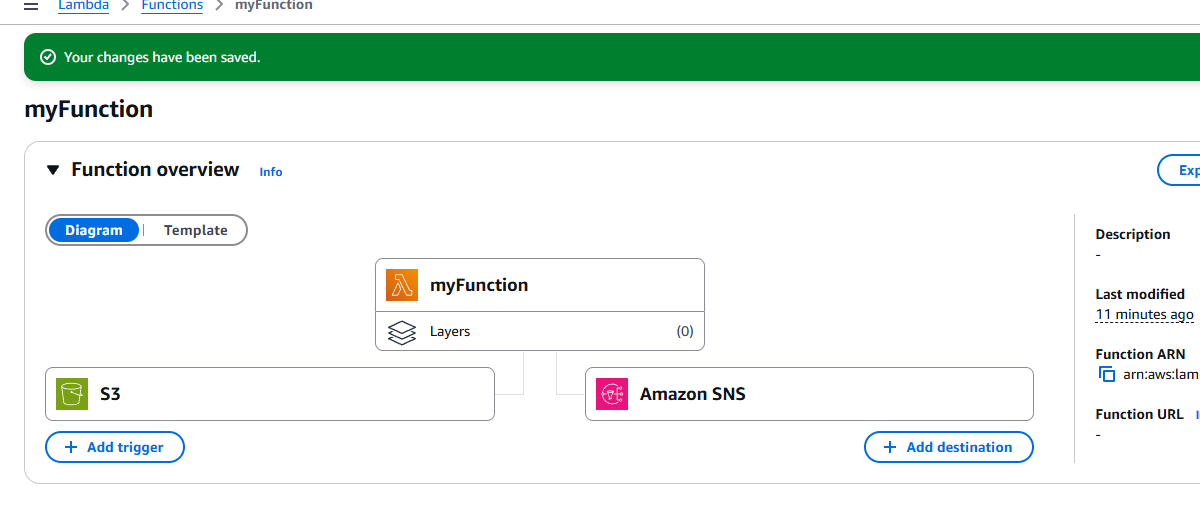 Lambda > Functions > myFunction
Your changes have been saved.
myFunction
Function overview Info
Exp
Diagram | Template
myFunction
Layers (0)
S3
Amazon SNS
+ Add trigger
+ Add destination
Description
-
Last modified
11 minutes ago
Function ARN
arn:aws:lam
Function URL I
-